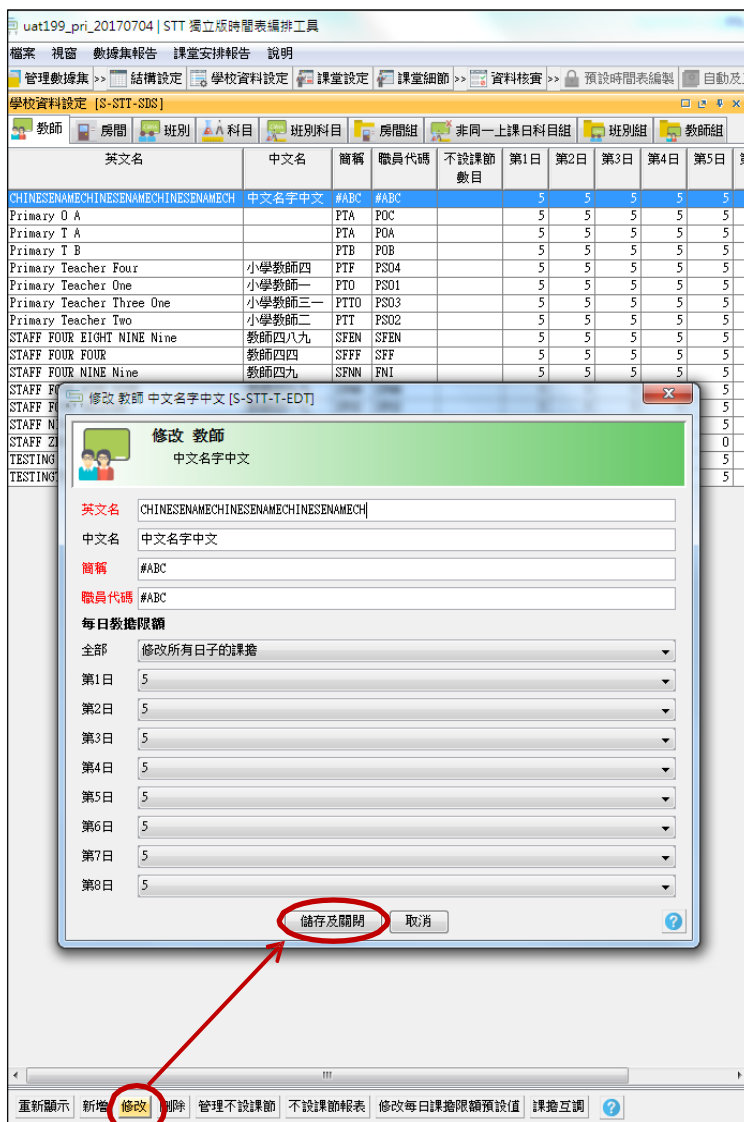 uat199_pri_20170704 | STT 獨立版時間表編排工具
檔案 視窗 數據集報告 課堂安排報告 說明
管理數據集 >> 結構設定 學校資料設定 課堂設定 課堂細節 >> 資料核實 >> 預設時間表編製 自動及
學校資料設定 [S-STT-SDS]
教師 房間 班別 科目 班別科目 房間組 非同一上課日科目組 班別組 教師組
英文名 中文名 簡稱 職員代碼 不設課節數目 第1日 第2日 第3日 第4日 第5日
CHINESENAMECHINESENAMECHINESENAMECH 中文名字中文 #ABC #ABC 5 5 5 5 5
Primary O A PTA POC 5 5 5 5 5
Primary T A PTA POA 5 5 5 5 5
Primary T B PTB POB 5 5 5 5 5
Primary Teacher Four 小學教師四 PTF PS04 5 5 5 5 5
Primary Teacher One 小學教師一 PTO PS01 5 5 5 5 5
Primary Teacher Three One 小學教師三一 PTTO PS03 5 5 5 5 5
Primary Teacher Two 小學教師二 PTT PS02 5 5 5 5 5
STAFF FOUR EIGHT NINE Nine 教師四八九 SFEN SFEN 5 5 5 5 5
STAFF FOUR FOUR 教師四四 SFFF SFF 5 5 5 5 5
STAFF FOUR NINE Nine 教師四九 SFNN FNI 5 5 5 5 5
STAFF 5
STAFF 5
STAFF 5
STAFF 0
TESTING 5
TESTING 5
修改 教師 中文名字中文 [S-STT-T-EDT]
修改 教師
中文名字中文
英文名 CHINESENAMECHINESENAMECHINESENAMECH
中文名 中文名字中文
簡稱 #ABC
職員代碼 #ABC
每日教擔限額
全部 修改所有日子的課擔
第1日 5
第2日 5
第3日 5
第4日 5
第5日 5
第6日 5
第7日 5
第8日 5
儲存及關閉 取消
重新顯示 新增 修改 刪除 管理不設課節 不設課節報表 修改每日課擔限額預設值 課擔互調